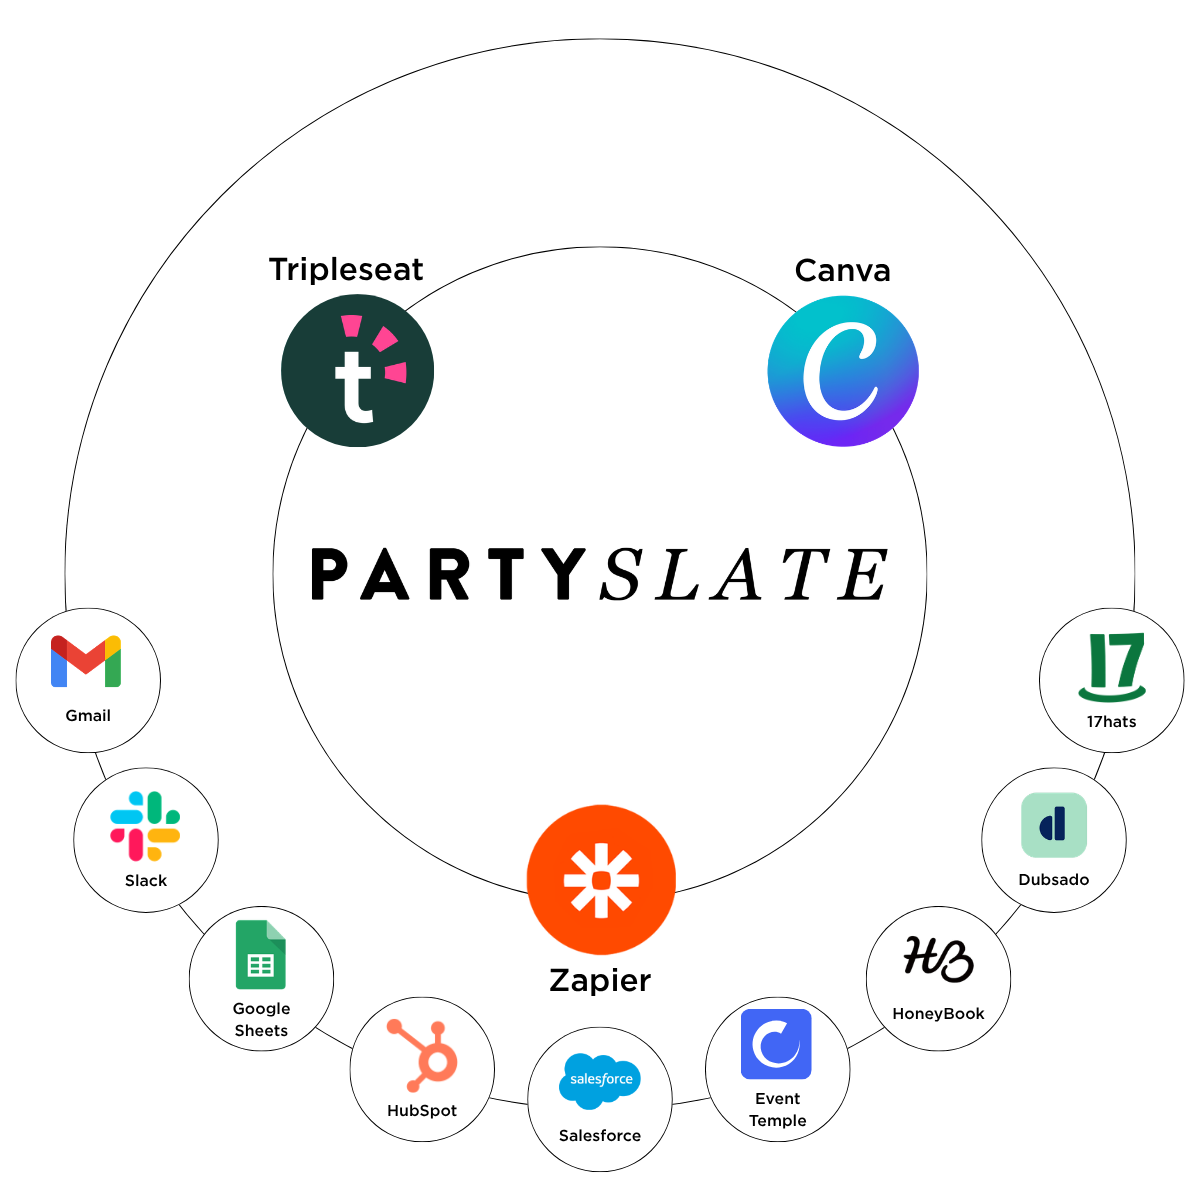 Tripleseat
Canva
t
C
PARTYSLATE
Gmail
17
17hats
Slack
Dubsado
Zapier
Google
Sheets
HB
HoneyBook
HubSpot
salesforce
Salesforce
Event
Temple